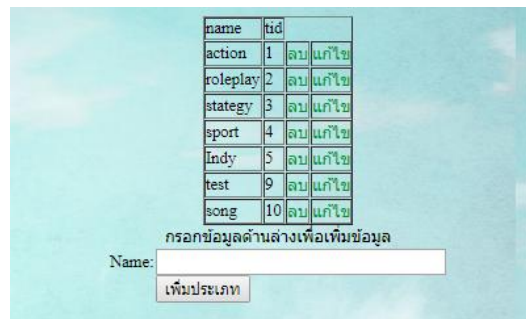 name tid
action 1 ลบ แก้ไข
roleplay 2 ลบ แก้ไข
stategy 3 ลบ แก้ไข
sport 4 ลบ แก้ไข
Indy 5 ลบ แก้ไข
test 9 ลบ แก้ไข
song 10 ลบ แก้ไข
กรอกข้อมูลด้านล่างเพื่อเพิ่มข้อมูล
Name:
เพิ่มประเภท